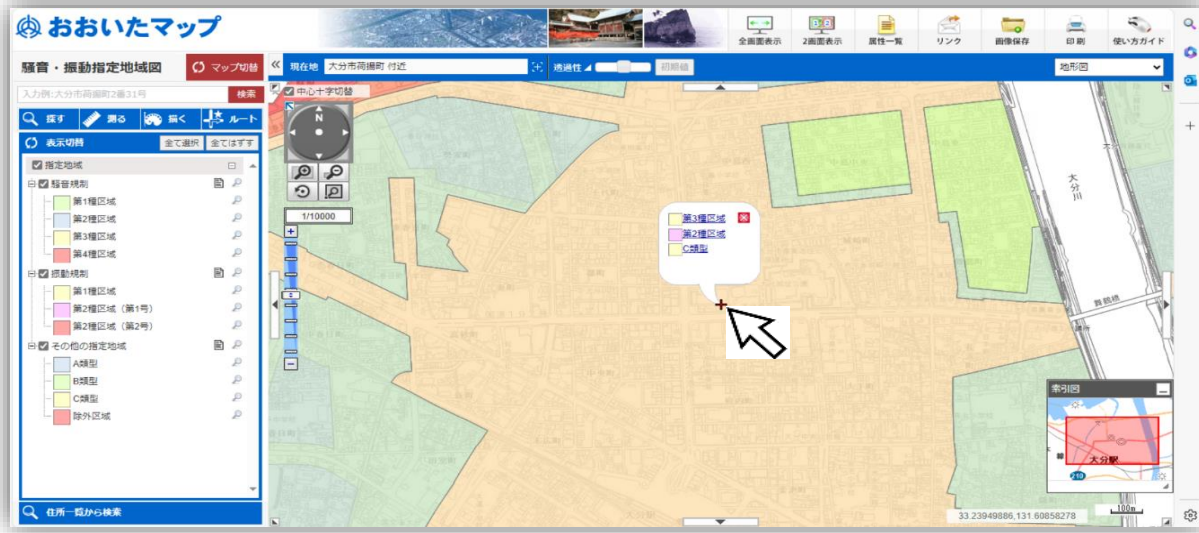 おおいたマップ
全画面表示
2画面表示
属性一覧
リンク
画像保存
印刷
使い方ガイド
騒音・振動指定地域図
マップ切替
現在地 大分市荷揚町 付近
透過性
初期値
地形図
入力例:大分市荷揚町2番31号
検索
中心十字切替
探す
測る
描く
ルート
表示切替
全て選択
全てはずす
指定地域
騒音規制
第1種区域
第2種区域
第3種区域
第4種区域
振動規制
第1種区域
第2種区域(第1号)
第2種区域(第2号)
その他の指定地域
A類型
B類型
C類型
除外区域
住所一覧から検索
N
1/10000
第3種区域
第2種区域
C類型
大分川
舞鶴橋
索引図
大分駅
210
33.23949886,131.60858278
100m